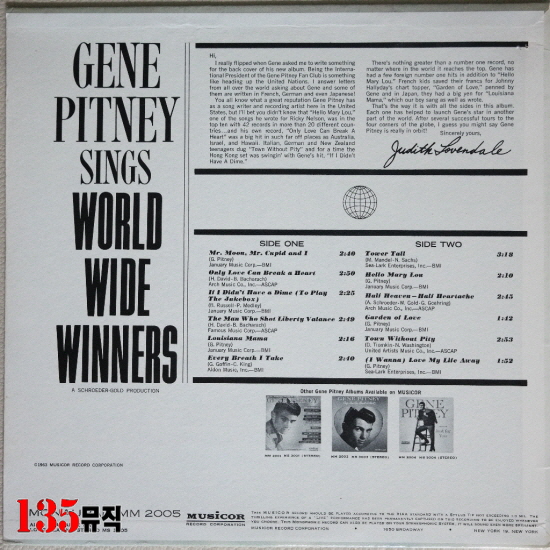 GENE
PITNEY
SINGS
WORLD
WIDE
WINNERS
A SCHROEDER-GOLD PRODUCTION
Hi,
I really flipped when Gene asked me to write something
for the back cover of his new album. Being the Interna-
tional President of the Gene Pitney Fan Club is something
like heading up the United Nations. I answer letters
from all over the world asking about Gene and some of
them are written in French, German and even Japanese!
You all know what a great reputation Gene Pitney has
as a song writer and recording artist here in the United
States, but I'll bet you didn't know that "Hello Mary Lou,"
one of the songs he wrote for Ricky Nelson, was in the
top ten with 42 records in more than 20 different coun-
tries...and his own record, "Only Love Can Break A
Heart" was a big hit in such far off places as Australia,
Israel, and Hawaii. Italian, German and New Zealand
teenagers dug "Town Without Pity" and for a time the
Hong Kong set was swingin' with Gene's hit, "If I Didn't
Have A Dime."
There's nothing greater than a number one record, no
matter where in the world it reaches the top. Gene has
had a few foreign number one hits in addition to "Hello
Mary Lou." French kids saved their francs for Johnny
Hallyday's chart topper, "Garden of Love," penned by
Gene and in Japan, they had a big yen for "Louisiana
Mama," which our boy sang as well as wrote.
That's the way it is with all the sides in this album.
Each one has helped to launch Gene's star in another
part of the world. After several successful tours to the
four corners of the globe, I guess you might say Gene
Pitney is really in orbit!
Sincerely yours,
Judith Lovendale
SIDE ONE
Mr. Moon, Mr. Cupid and I 2:40
(G. Pitney)
January Music Corp.—BMI
Only Love Can Break a Heart 2:50
(H. David-B. Bacharach)
Arch Music Co., Inc.—ASCAP
If I Didn't Have a Dime (To Play 2:25
the Jukebox)
(B. Russell-P. Medley)
January Music Corp.—BMI
The Man Who Shot Liberty Valance 2:49
(H. David-B. Bacharach)
Famous Music Corp.—ASCAP
Louisiana Mama 2:16
(G. Pitney)
January Music Corp.—BMI
Every Breath I Take 2:40
(G. Goffin-C. King)
Aldon Music, Inc.—BMI
SIDE TWO
Tower Tall 3:18
(M. Mandel-N. Sachs)
Sea-Lark Enterprises, Inc.—BMI
Hello Mary Lou 2:10
(G. Pitney)
January Music Corp.—BMI
Half Heaven—Half Heartache 2:45
(A. Schroeder-W. Gold-G. Goehring)
Arch Music Co., Inc.—ASCAP
Garden of Love 1:42
(G. Pitney)
January Music Corp.—BMI
Town Without Pity 2:53
(D. Tiomkin-N. Washington)
United Artists Music Co., Inc.—ASCAP
(I Wanna) Love My Life Away 1:52
(G. Pitney)
Sea-Lark Enterprises, Inc.—BMI
Other Gene Pitney Albums Available on MUSICOR
GENE
PITNEY
MM 2001 MS 3001 (STEREO)
MM 2003 MS 3003 (STEREO)
MM 2004 MS 3004 (STEREO)
©1963 MUSICOR RECORD CORPORATION
135뮤직
MM 2005
MUSICOR
RECORD CORPORATION
MUSICOR RECORD CORPORATION
1650 BROADWAY
NEW YORK 19, NEW YORK